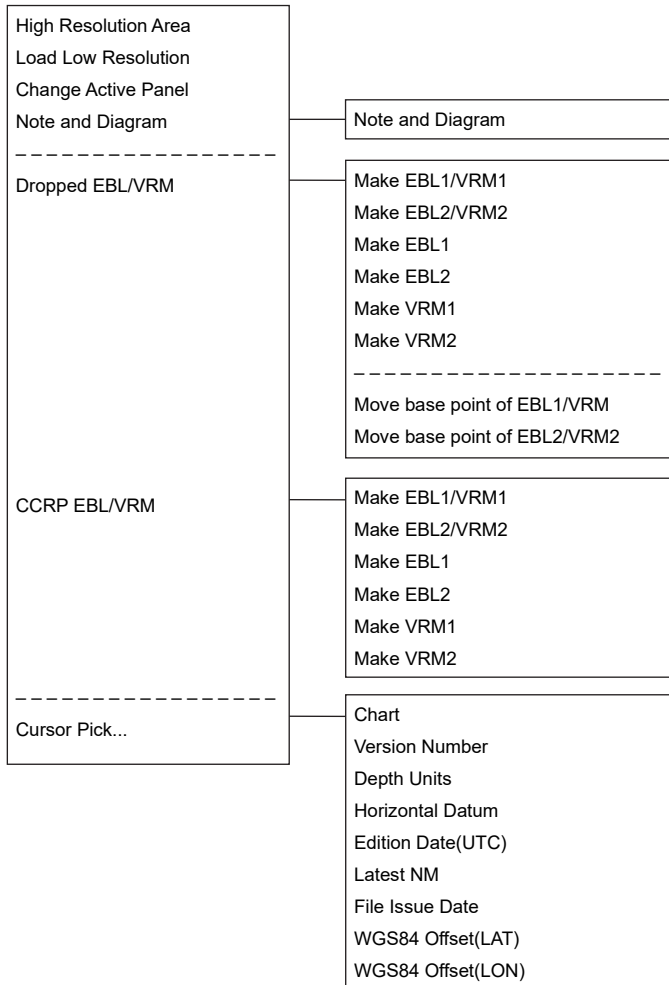 High Resolution Area
Load Low Resolution
Change Active Panel
Note and Diagram
Note and Diagram
Dropped EBL/VRM
Make EBL1/VRM1
Make EBL2/VRM2
Make EBL1
Make EBL2
Make VRM1
Make VRM2
Move base point of EBL1/VRM
Move base point of EBL2/VRM2
CCRP EBL/VRM
Make EBL1/VRM1
Make EBL2/VRM2
Make EBL1
Make EBL2
Make VRM1
Make VRM2
Cursor Pick...
Chart
Version Number
Depth Units
Horizontal Datum
Edition Date(UTC)
Latest NM
File Issue Date
WGS84 Offset(LAT)
WGS84 Offset(LON)